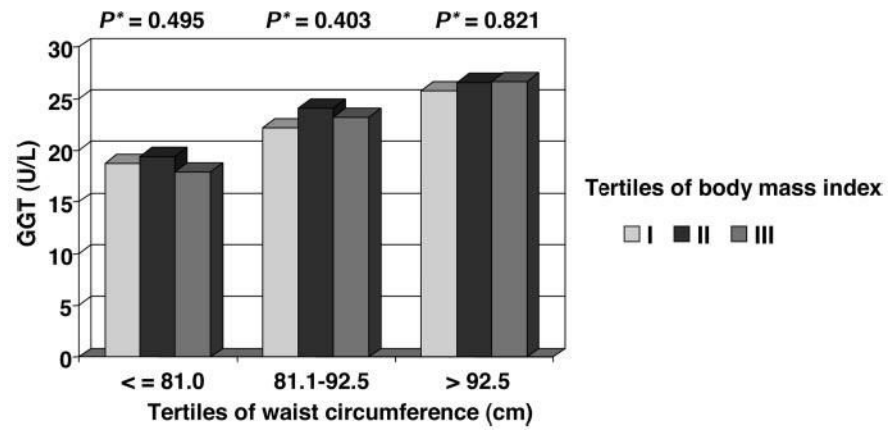 P* = 0.495 P* = 0.403 P* = 0.821
30
25
20
15
10
5
0
GGT (U/L)
< = 81.0 81.1-92.5 > 92.5
Tertiles of waist circumference (cm)
Tertiles of body mass index
I II III